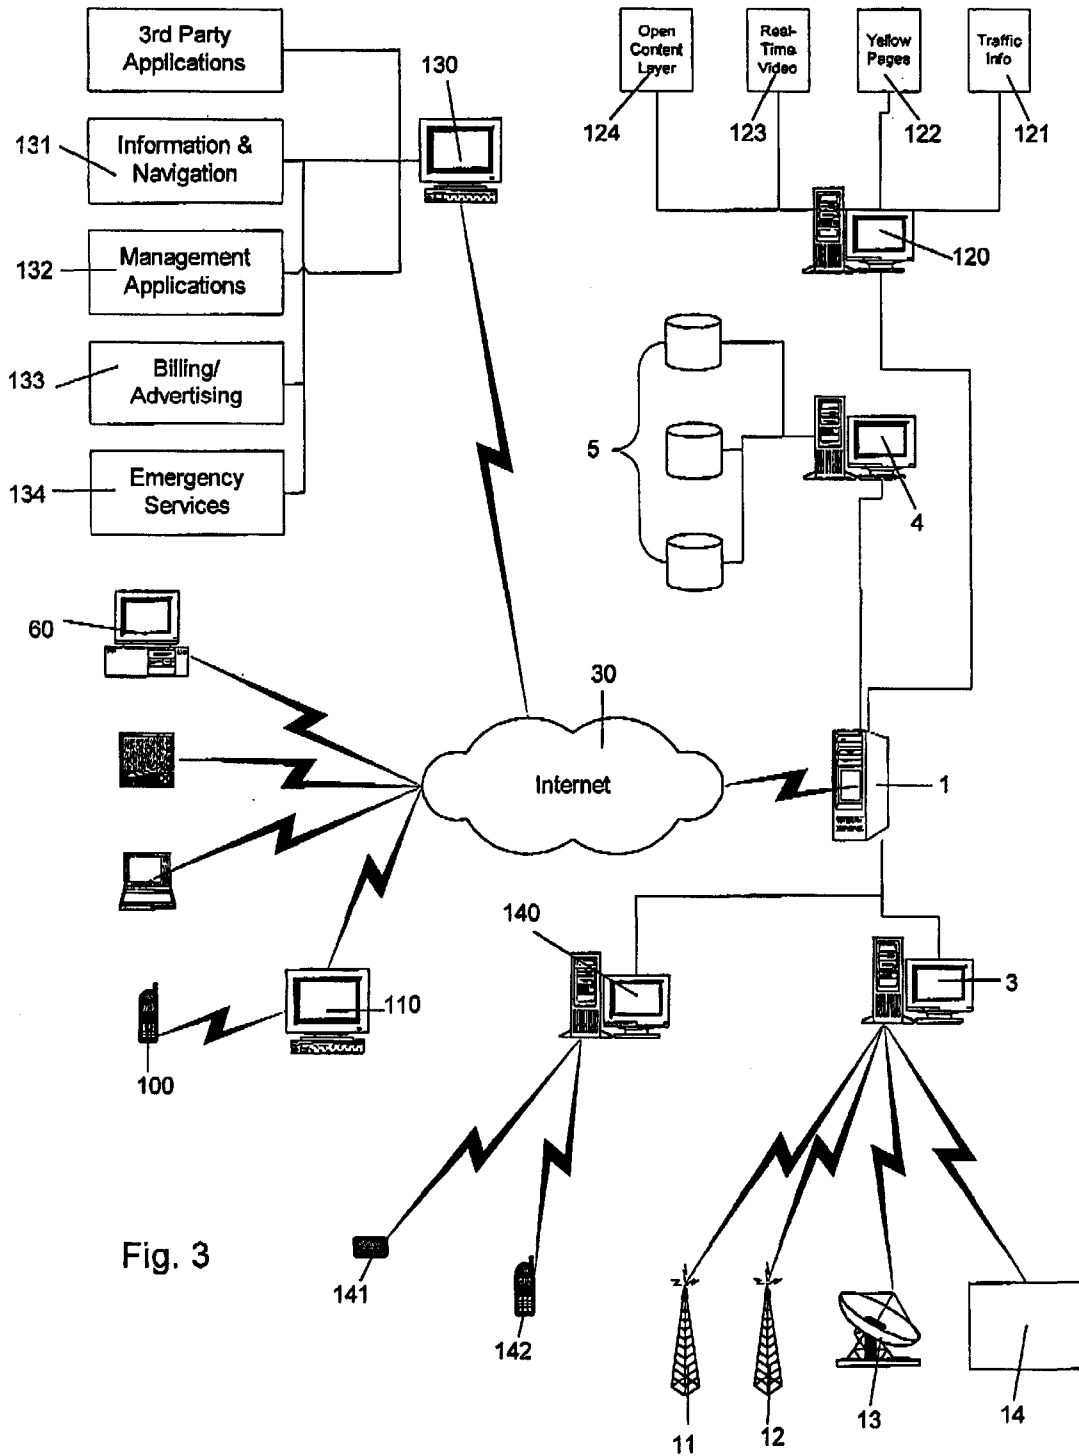 3rd Party
Applications
130
Open
Content
Layer
Real-
Time
Video
Yellow
Pages
Traffic
Info
124
123
122
121
131
Information &
Navigation
132
Management
Applications
120
133
Billing/
Advertising
5
4
134
Emergency
Services
60
30
Internet
1
140
3
110
100
Fig. 3
141
142
11
12
13
14